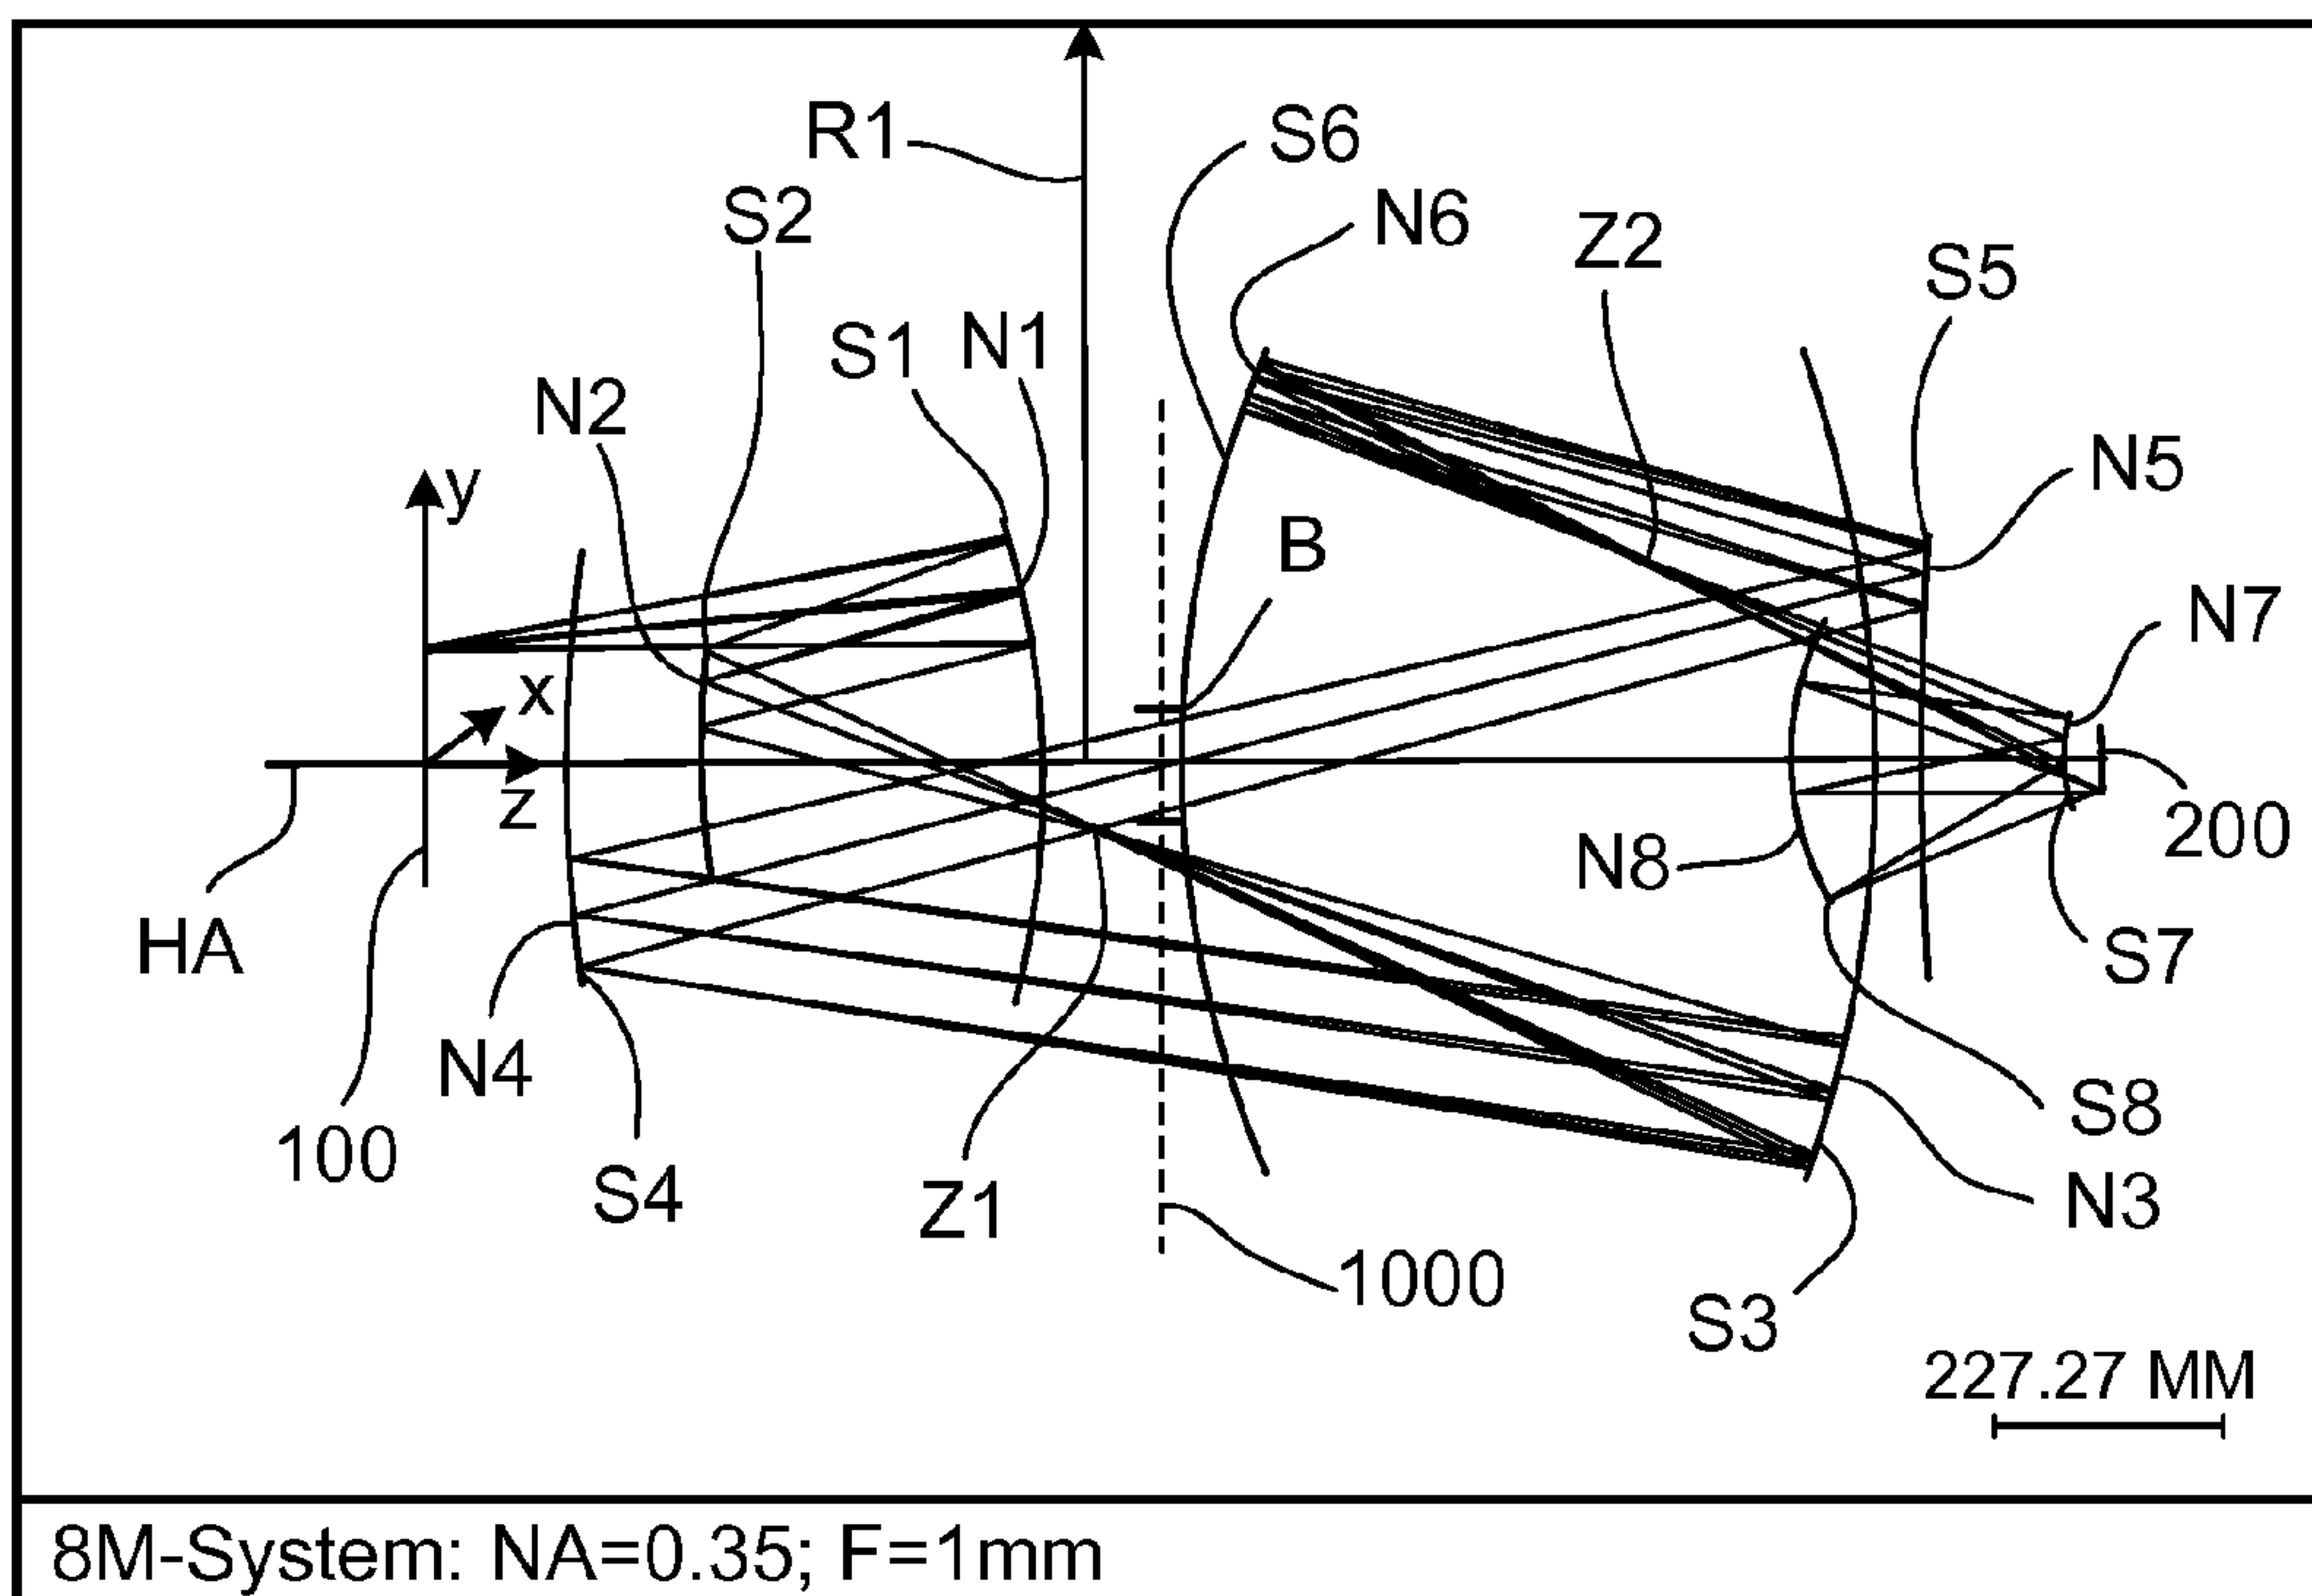 R1
S6
S2
N6
Z2
S5
S1
N1
N2
N5
y
B
N7
x
z
200
N8
HA
S7
N4
S8
100
S4
Z1
N3
1000
S3
227.27 MM
8M-System: NA=0.35; F=1mm